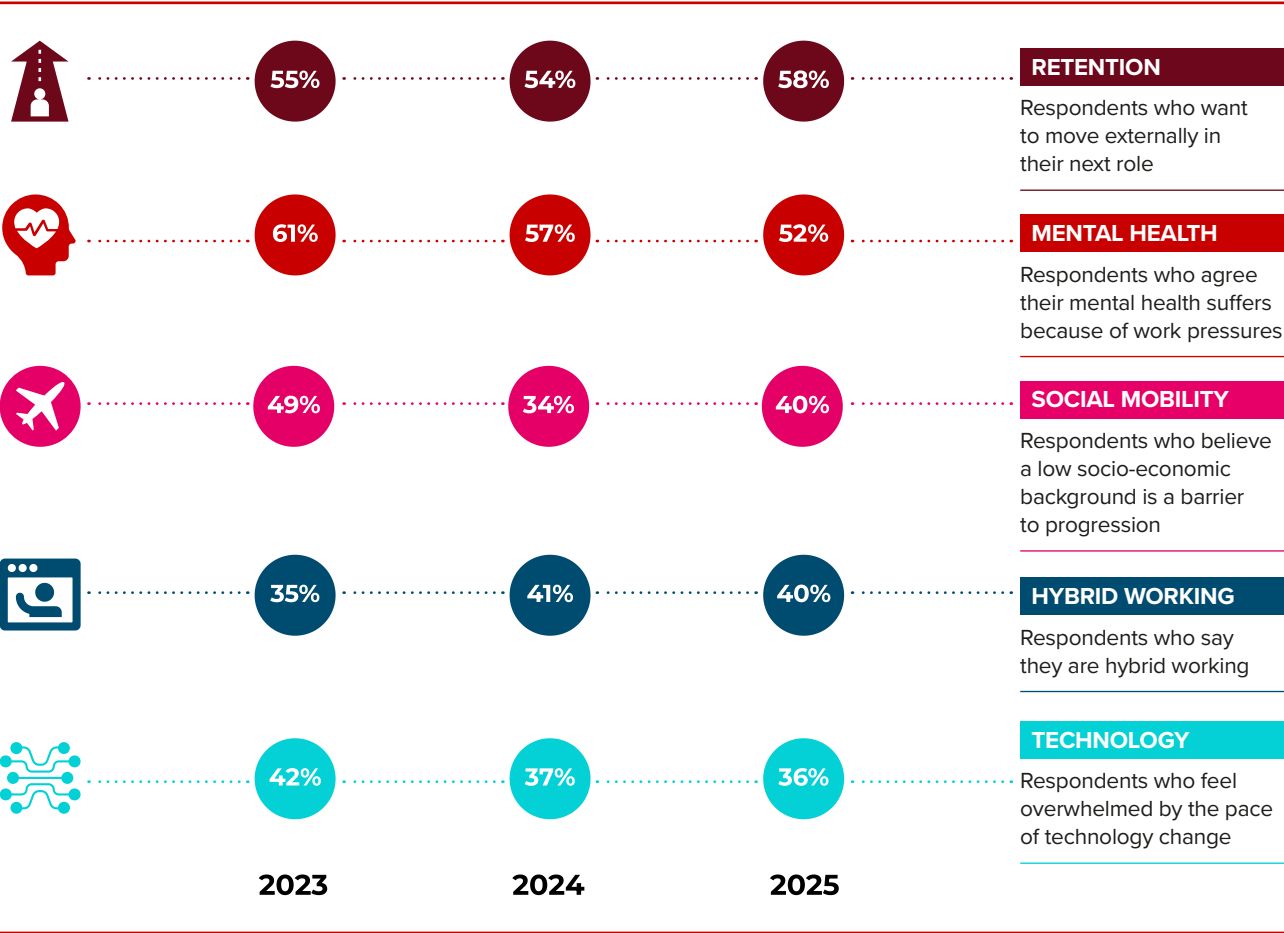 55%
54%
58%
RETENTION
Respondents who want
to move externally in
their next role
61%
57%
52%
MENTAL HEALTH
Respondents who agree
their mental health suffers
because of work pressures
49%
34%
40%
SOCIAL MOBILITY
Respondents who believe
a low socio-economic
background is a barrier
to progression
35%
41%
40%
HYBRID WORKING
Respondents who say
they are hybrid working
42%
37%
36%
TECHNOLOGY
Respondents who feel
overwhelmed by the pace
of technology change
2023
2024
2025